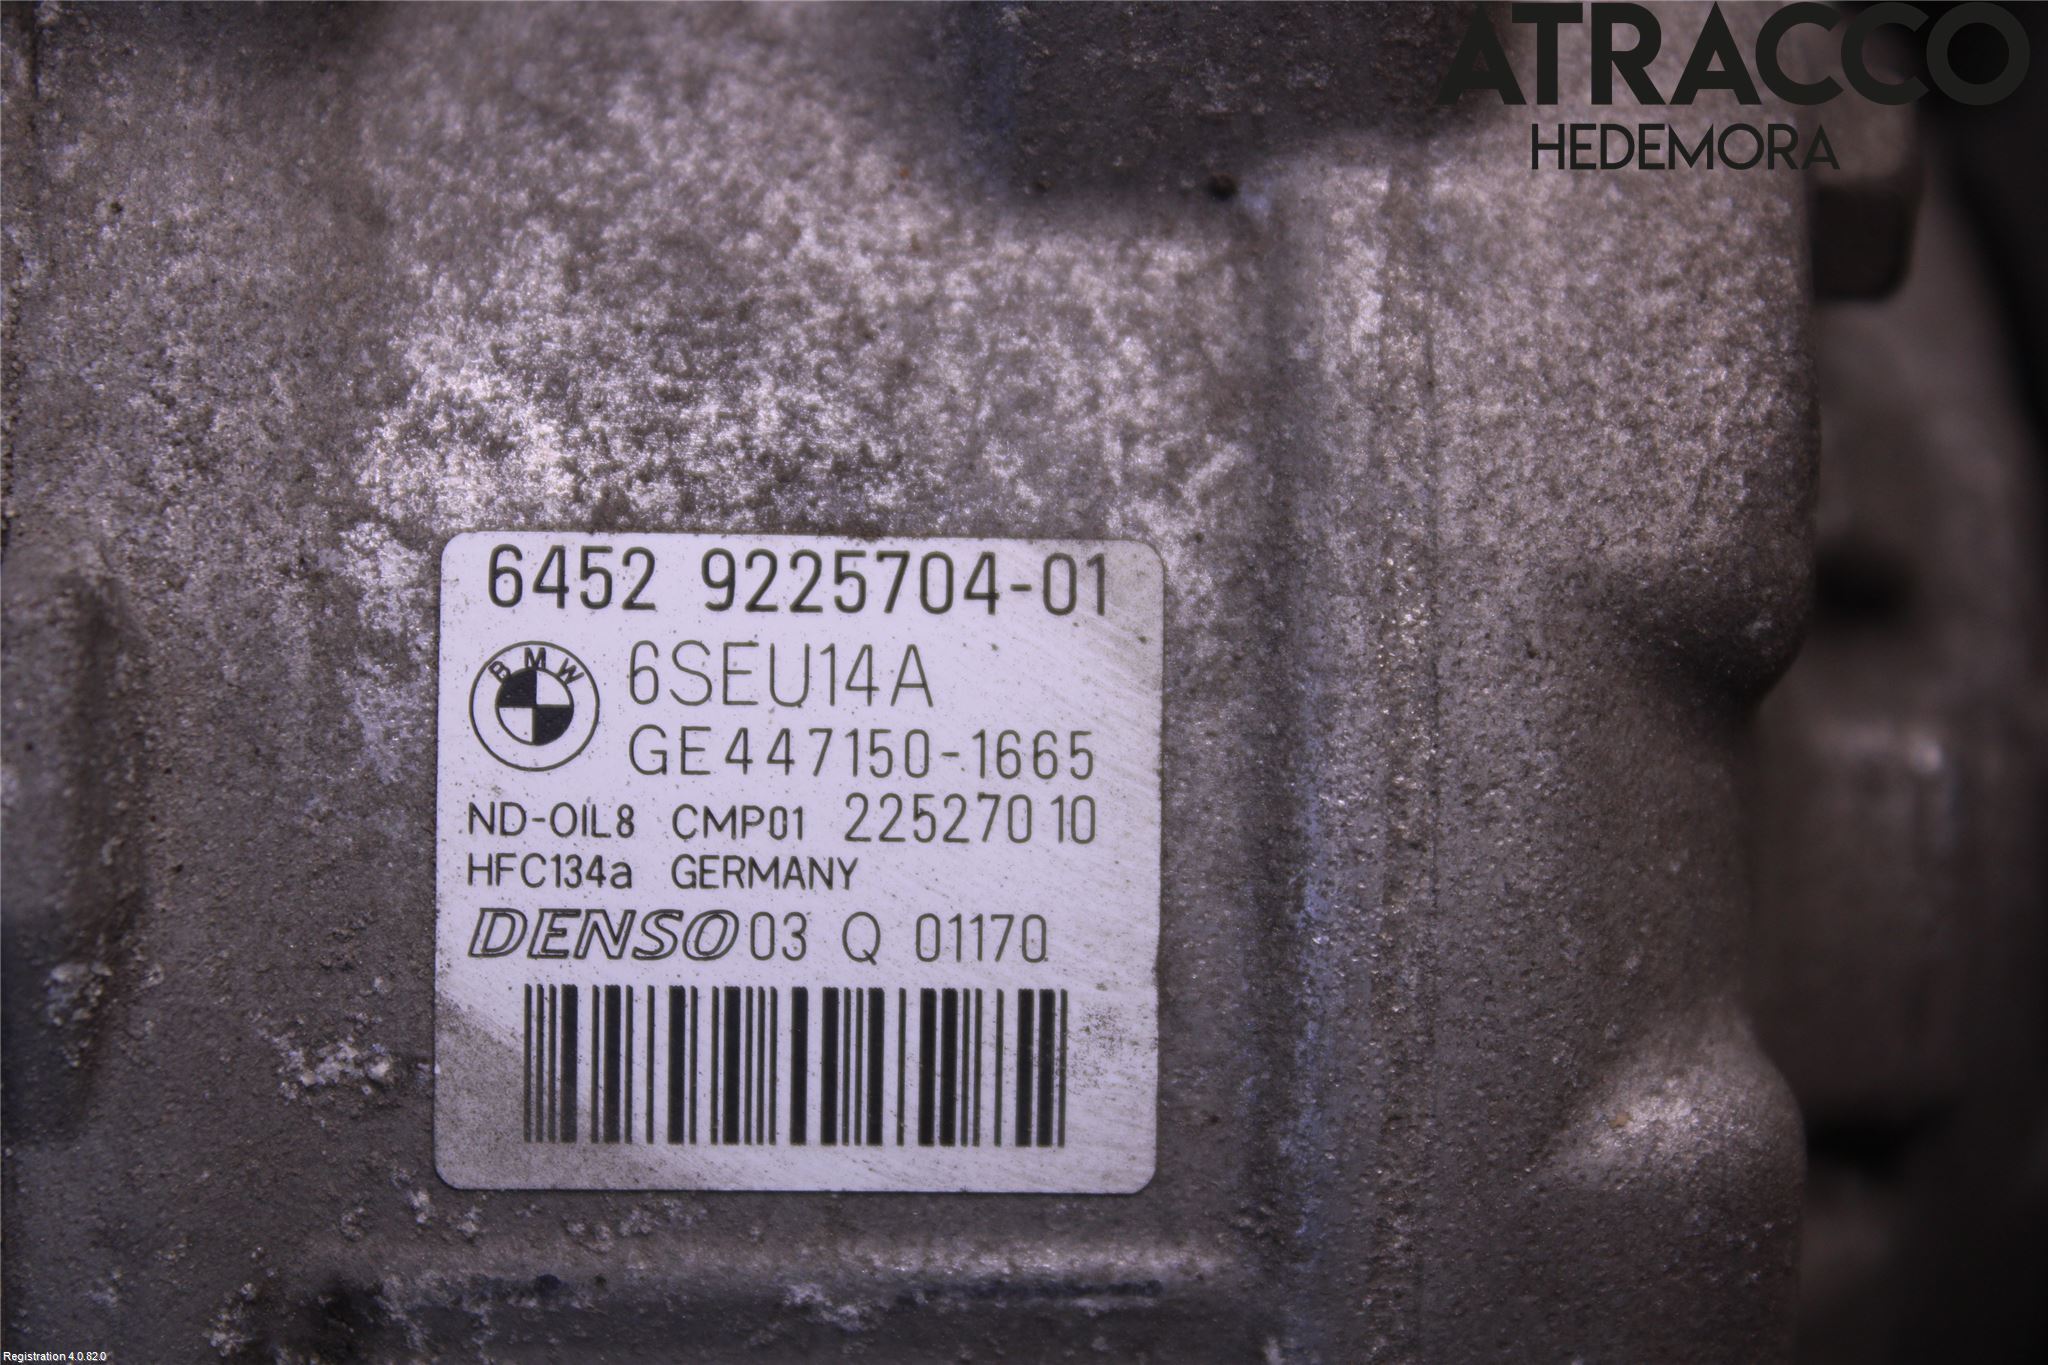 ATRACCO
HEDEMORA
6452 9225704-01
BMW
6SEU14A
GE447150-1665
ND-OIL8 CMP01 22527010
HFC134a GERMANY
DENSO 03 Q 01170
Registration 4.0.82.0